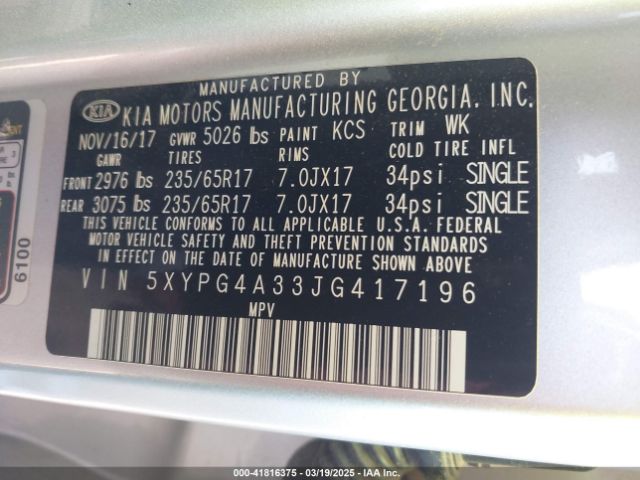 MANUFACTURED BY
KIA KIA MOTORS MANUFACTURING GEORGIA, INC.
NOV/16/17 GVWR 5026 lbs PAINT KCS TRIM WK
GAWR TIRES RIMS COLD TIRE INFL
FRONT 2976 lbs 235/65R17 7.0JX17 34psi SINGLE
REAR 3075 lbs 235/65R17 7.0JX17 34psi SINGLE
THIS VEHICLE CONFORMS TO ALL APPLICABLE U.S.A. FEDERAL
MOTOR VEHICLE SAFETY AND THEFT PREVENTION STANDARDS
IN EFFECT ON THE DATE OF MANUFACTURE SHOWN ABOVE.
VIN 5XYPG4A33JG417196
MPV
6100
000-41816375 - 03/19/2025 - IAA Inc.